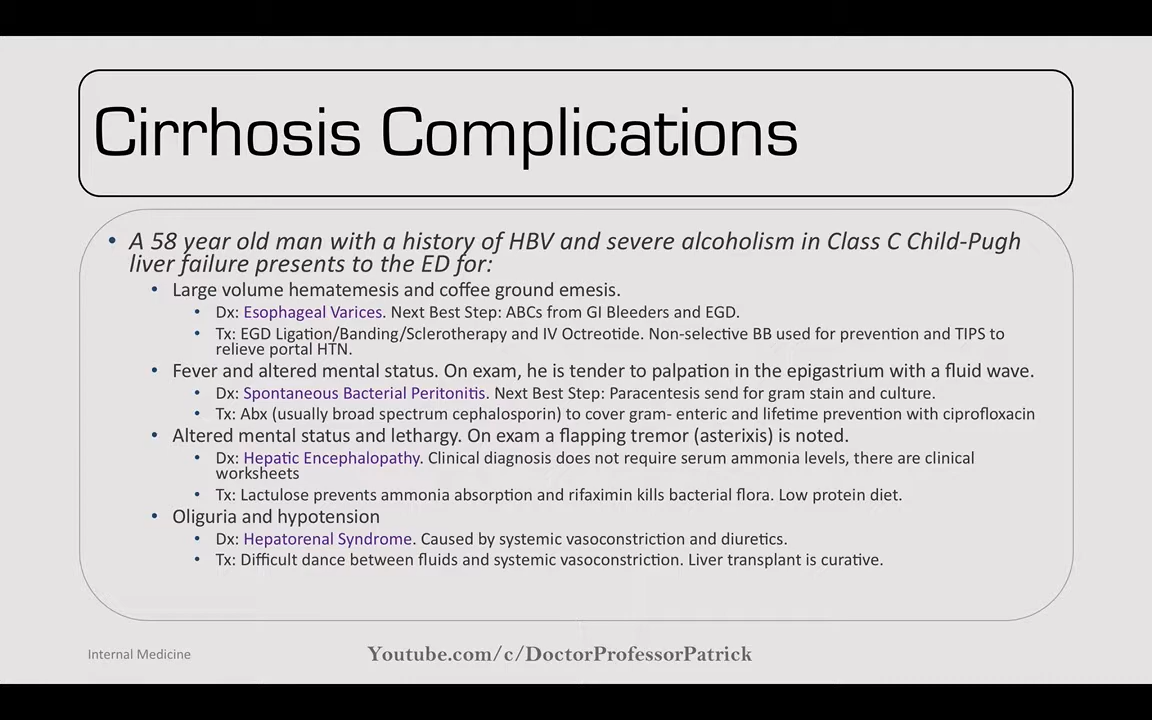 Cirrhosis Complications
• A 58 year old man with a history of HBV and severe alcoholism in Class C Child-Pugh
liver failure presents to the ED for:
• Large volume hematemesis and coffee ground emesis.
• Dx: Esophageal Varices. Next Best Step: ABCs from GI Bleeders and EGD.
• Tx: EGD Ligation/Banding/Sclerotherapy and IV Octreotide. Non-selective BB used for prevention and TIPS to
relieve portal HTN.
• Fever and altered mental status. On exam, he is tender to palpation in the epigastrium with a fluid wave.
• Dx: Spontaneous Bacterial Peritonitis. Next Best Step: Paracentesis send for gram stain and culture.
• Tx: Abx (usually broad spectrum cephalosporin) to cover gram- enteric and lifetime prevention with ciprofloxacin
• Altered mental status and lethargy. On exam a flapping tremor (asterixis) is noted.
• Dx: Hepatic Encephalopathy. Clinical diagnosis does not require serum ammonia levels, there are clinical
worksheets
• Tx: Lactulose prevents ammonia absorption and rifaximin kills bacterial flora. Low protein diet.
• Oliguria and hypotension
• Dx: Hepatorenal Syndrome. Caused by systemic vasoconstriction and diuretics.
• Tx: Difficult dance between fluids and systemic vasoconstriction. Liver transplant is curative.
Internal Medicine
Youtube.com/c/DoctorProfessorPatrick